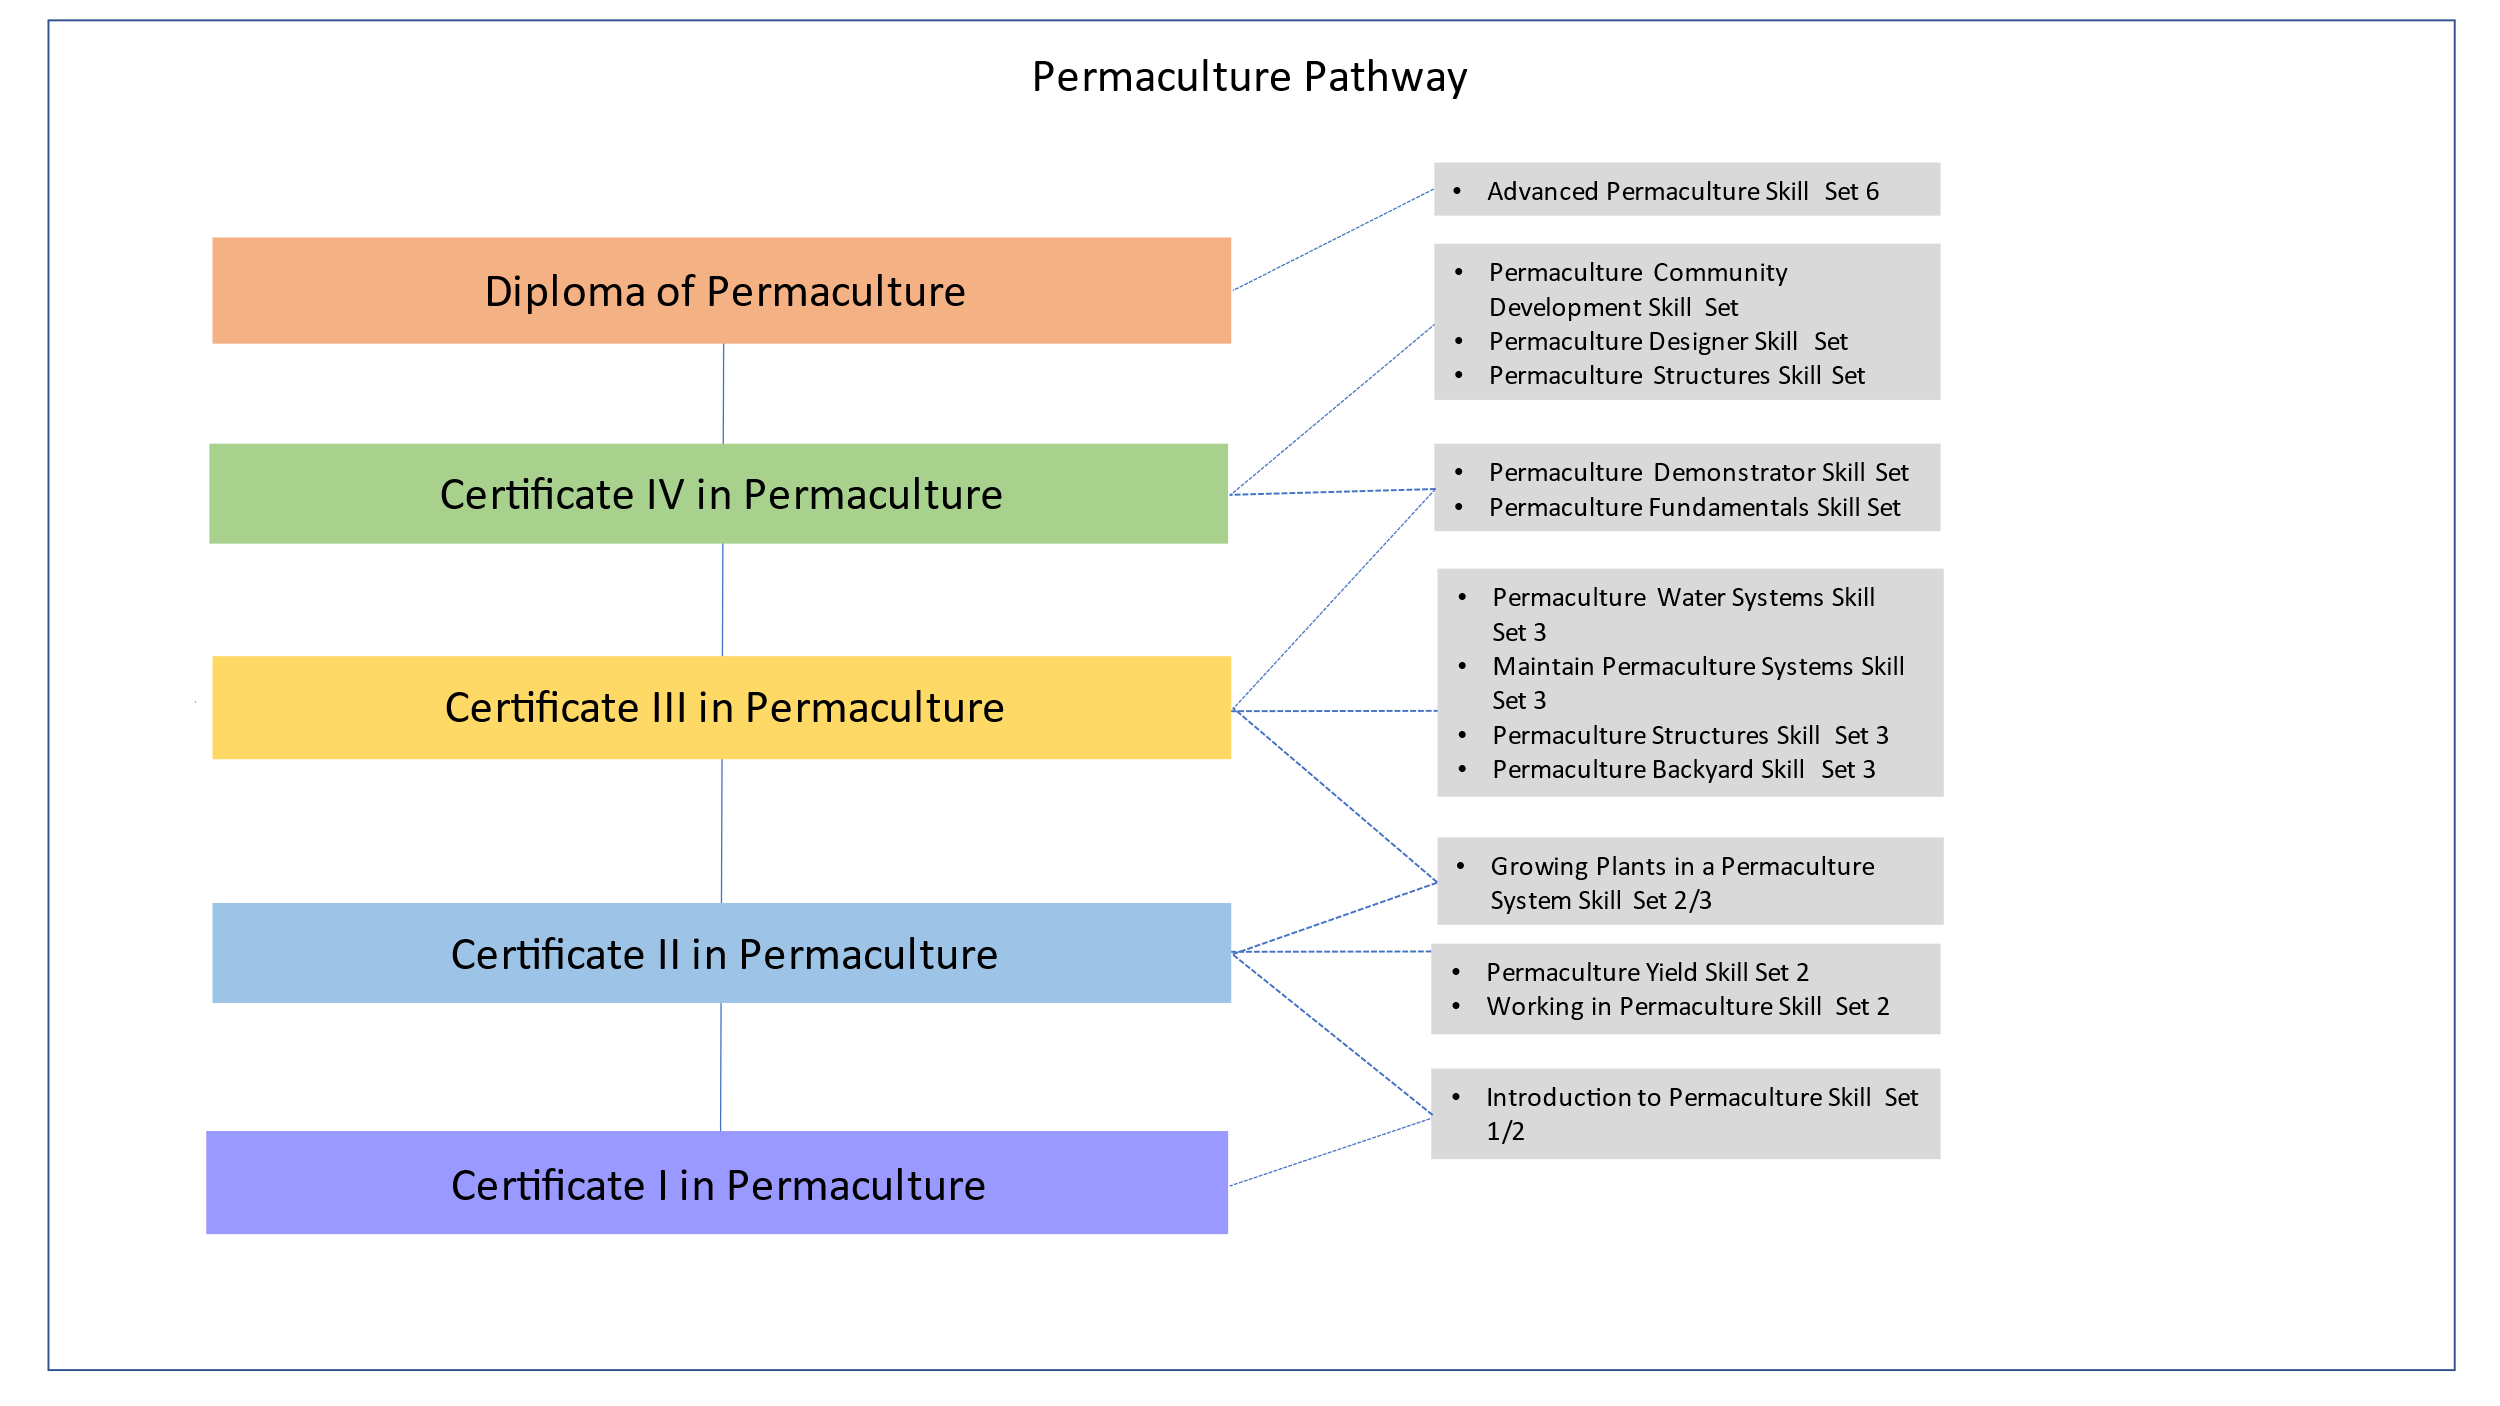 Permaculture Pathway
Diploma of Permaculture
Certificate IV in Permaculture
Certificate III in Permaculture
Certificate II in Permaculture
Certificate I in Permaculture
• Advanced Permaculture Skill Set 6
• Permaculture Community
Development Skill Set
• Permaculture Designer Skill Set
• Permaculture Structures Skill Set
• Permaculture Demonstrator Skill Set
• Permaculture Fundamentals Skill Set
• Permaculture Water Systems Skill
Set 3
• Maintain Permaculture Systems Skill
Set 3
• Permaculture Structures Skill Set 3
• Permaculture Backyard Skill Set 3
• Growing Plants in a Permaculture
System Skill Set 2/3
• Permaculture Yield Skill Set 2
• Working in Permaculture Skill Set 2
• Introduction to Permaculture Skill Set
1/2